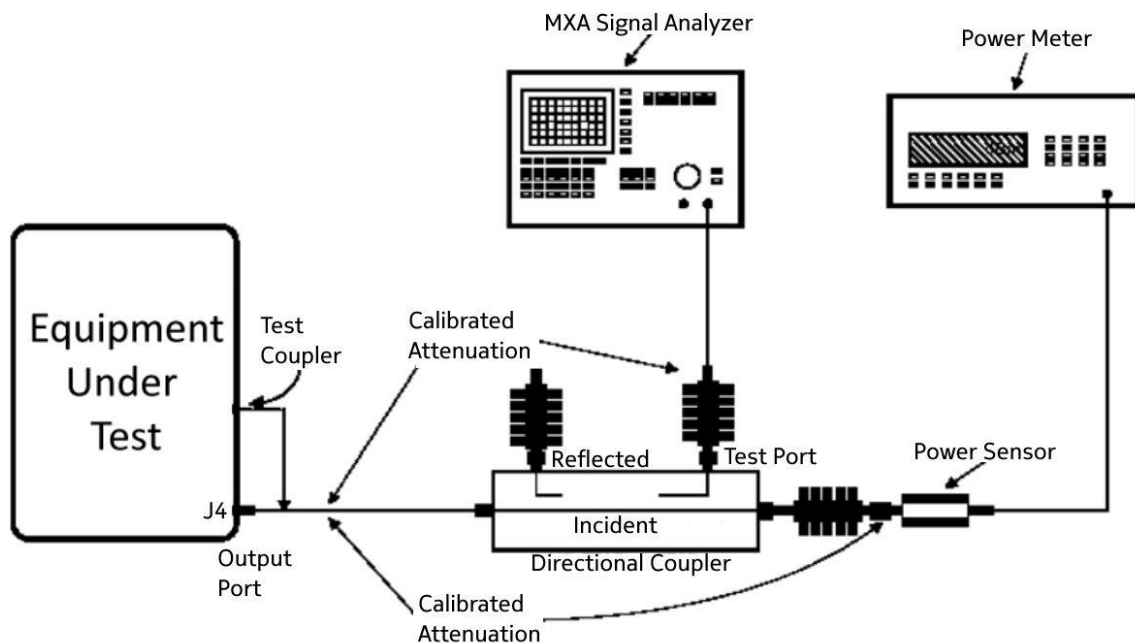 MXA Signal Analyzer
Power Meter
Equipment
Under
Test
Test
Coupler
Calibrated
Attenuation
Reflected
Test Port
Power Sensor
J4
Incident
Output
Port
Directional Coupler
Calibrated
Attenuation